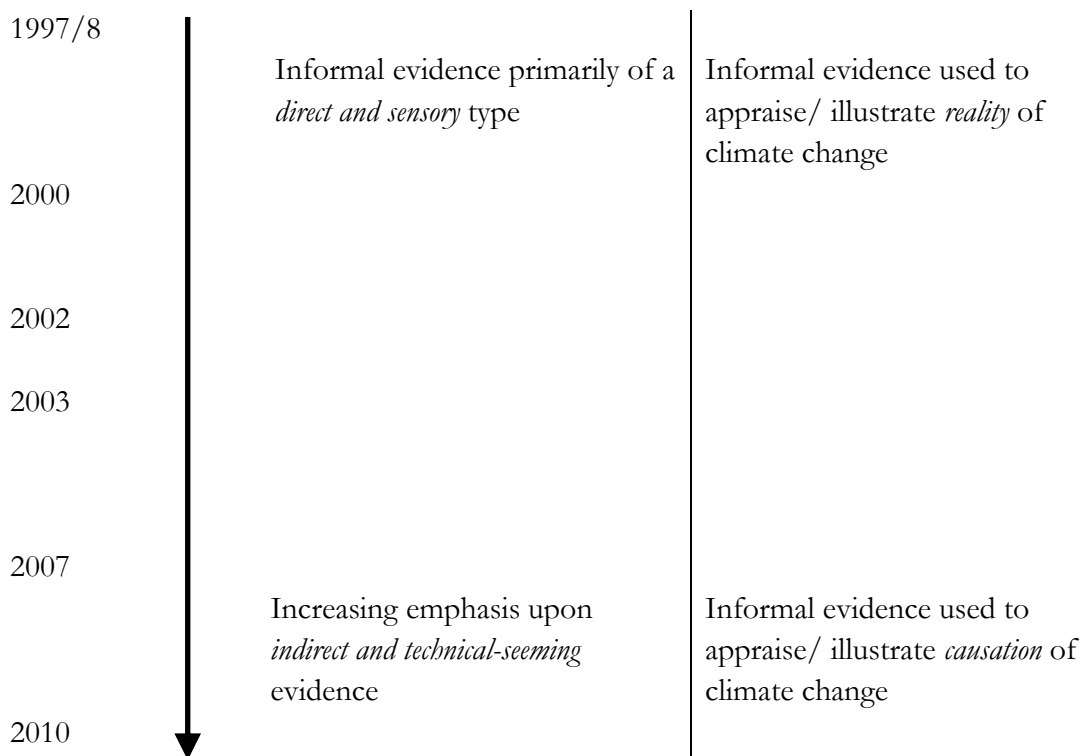 1997/8
Informal evidence primarily of a
direct and sensory type
Informal evidence used to
appraise/ illustrate reality of
climate change
2000
2002
2003
2007
Increasing emphasis upon
indirect and technical-seeming
evidence
Informal evidence used to
appraise/ illustrate causation of
climate change
2010